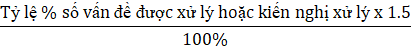 Tỷ lệ % số vấn đề được xử lý hoặc kiến nghị xử lý x 1.5
100%